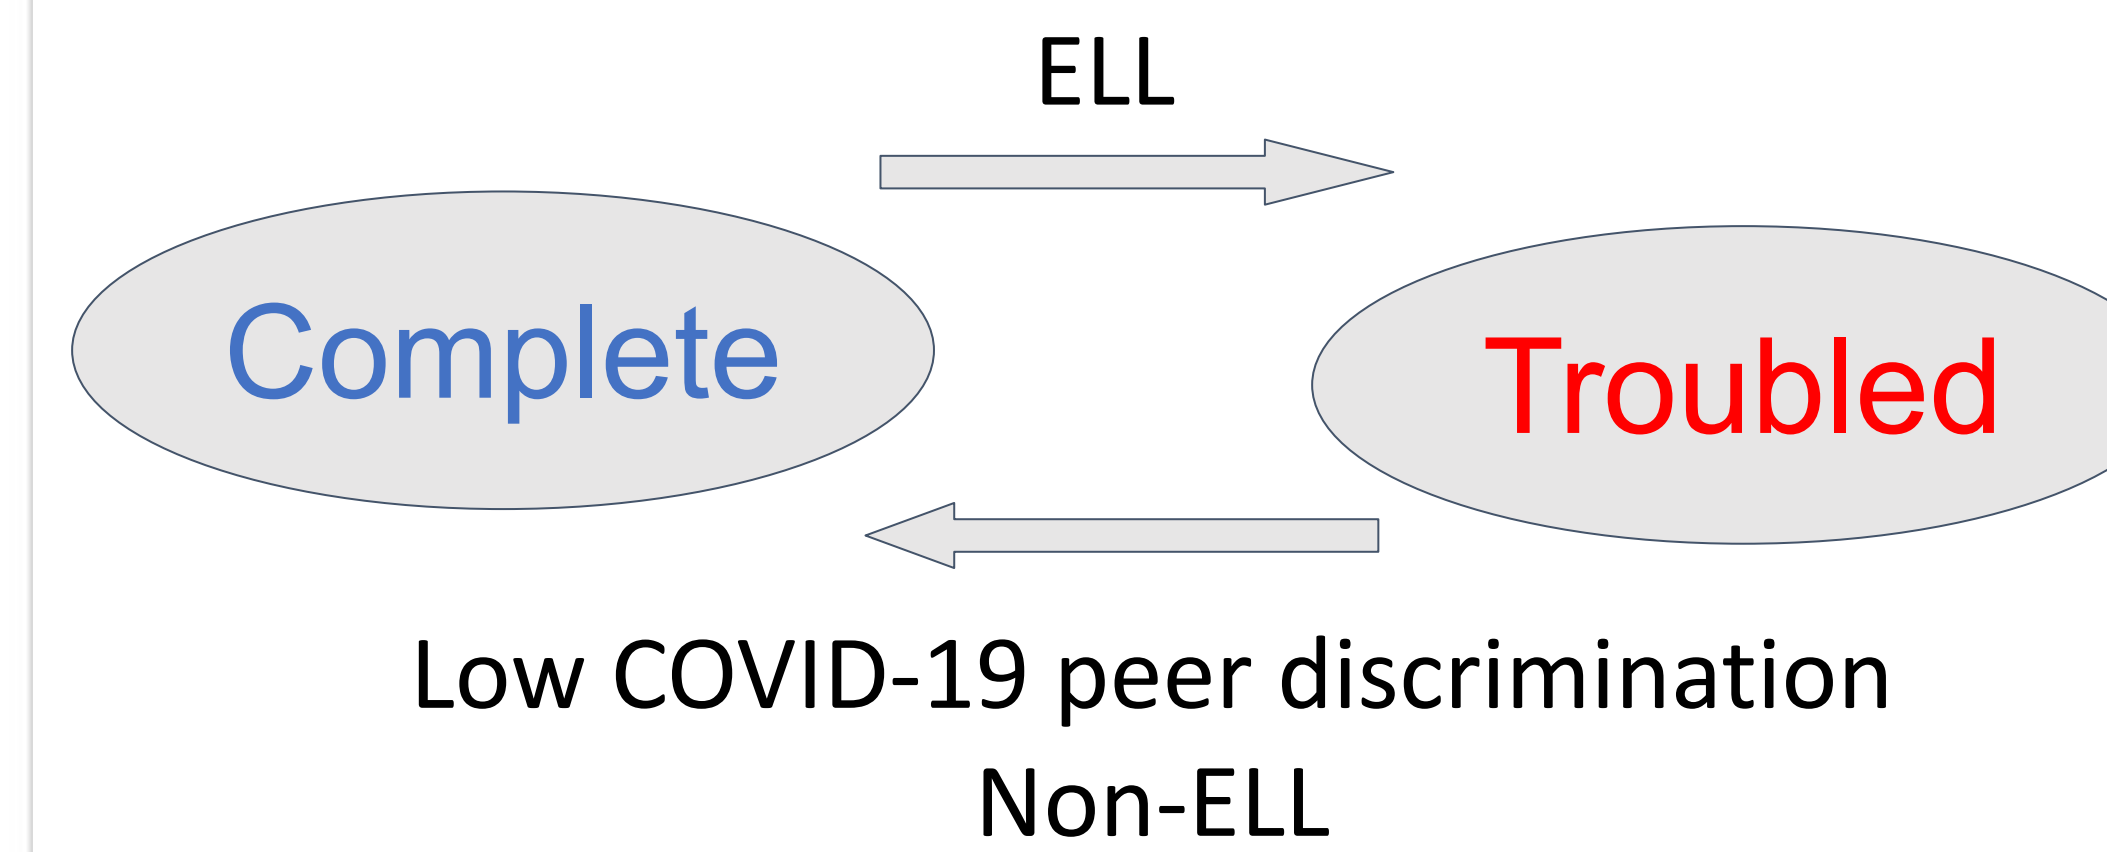 ELL
Complete
Troubled
Low COVID-19 peer discrimination
Non-ELL